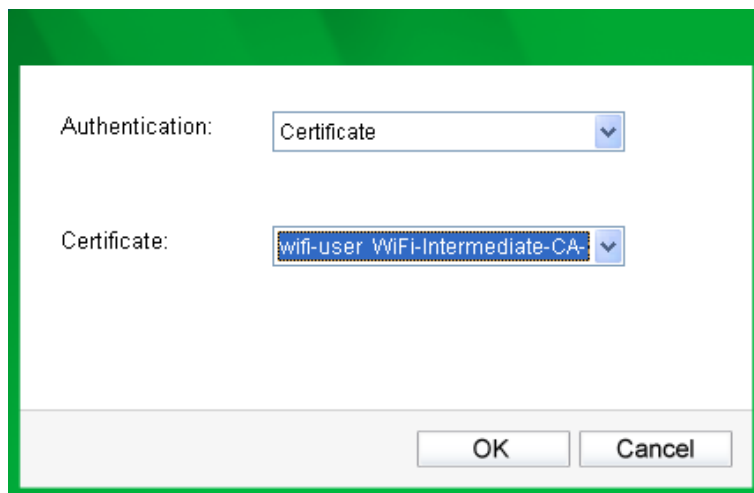 Authentication: Certificate
Certificate: wifi-user WiFi-Intermediate-CA-
OK Cancel